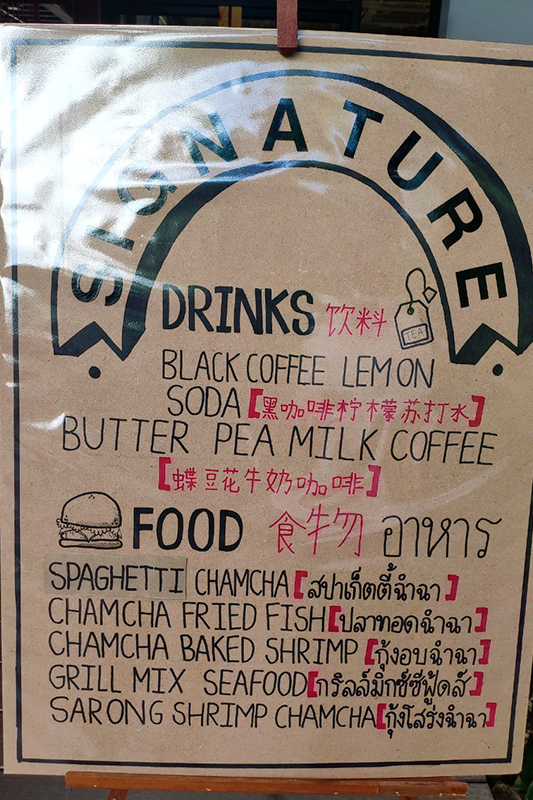 SIGNATURE
DRINKS 饮料
TEA
BLACK COFFEE LEMON
SODA [黑咖啡柠檬苏打水]
BUTTER PEA MILK COFFEE
[蝶豆花牛奶咖啡]
FOOD 食物 อาหาร
SPAGHETTI CHAMCHA [สปาเก็ตตี้ฉำฉา]
CHAMCHA FRIED FISH [ปลาทอดฉำฉา]
CHAMCHA BAKED SHRIMP [กุ้งอบฉำฉา]
GRILL MIX SEAFOOD [กริลล์มิกซ์ซีฟู้ดส์]
SARONG SHRIMP CHAMCHA [กุ้งโสร่งฉำฉา]